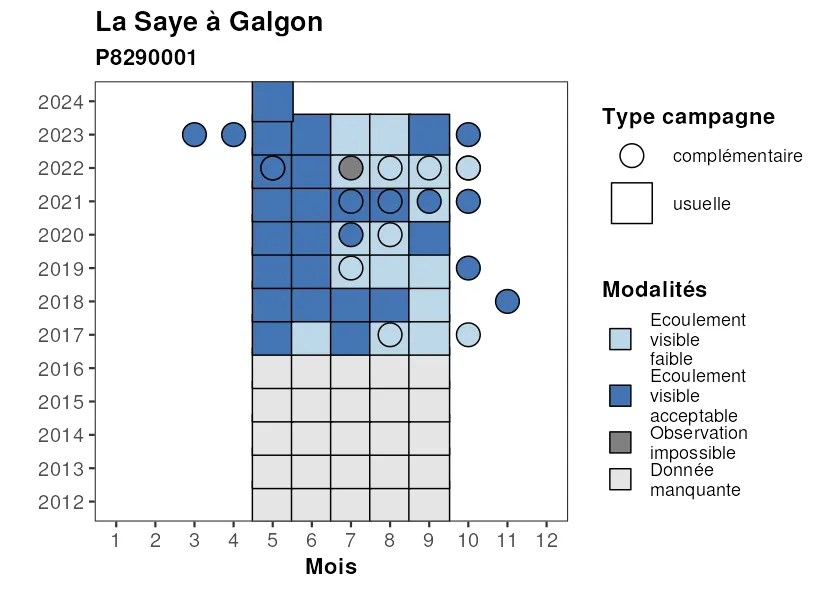 La Saye à Galgon
P8290001
2024
2023
2022
2021
2020
2019
2018
2017
2016
2015
2014
2013
2012
1 2 3 4 5 6 7 8 9 10 11 12
Mois
Type campagne
complémentaire
usuelle
Modalités
Ecoulement
visible
faible
Ecoulement
visible
acceptable
Observation
impossible
Donnée
manquante